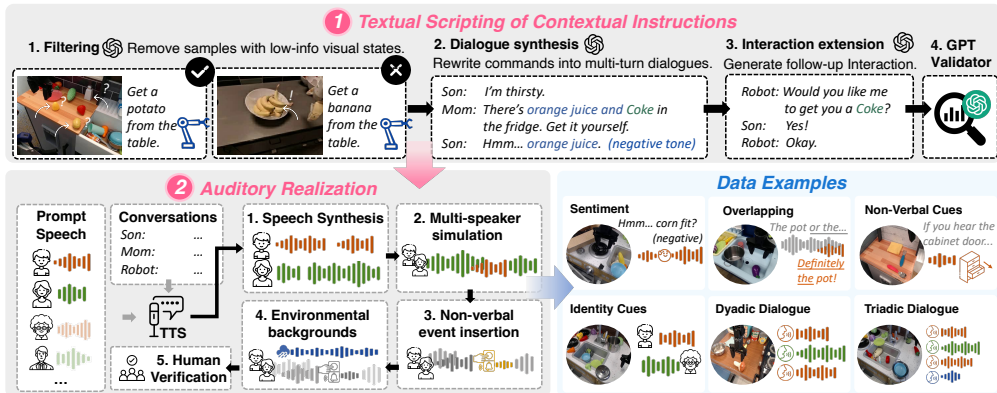 1 Textual Scripting of Contextual Instructions
1. Filtering Remove samples with low-info visual states.
Get a
potato
from the
table.
?
?
?
Get a
banana
from the
table.
!
2. Dialogue synthesis
Rewrite commands into multi-turn dialogues.
Son: I'm thirsty.
Mom: There's orange juice and Coke in
the fridge. Get it yourself.
Son: Hmm... orange juice. (negative tone)
3. Interaction extension
Generate follow-up Interaction.
Robot: Would you like me
to get you a Coke?
Son: Yes!
Robot: Okay.
4. GPT
Validator
2 Auditory Realization
Prompt
Speech
...
Conversations
Son: ...
Mom: ...
Robot: ...
TTS
1. Speech Synthesis
2. Multi-speaker
simulation
3. Non-verbal
event insertion
4. Environmental
backgrounds
5. Human
Verification
Data Examples
Sentiment
Hmm... corn fit?
(negative)
Overlapping
The pot or the...
Definitely
the pot!
Non-Verbal Cues
If you hear the
cabinet door...
Identity Cues
Dyadic Dialogue
Triadic Dialogue